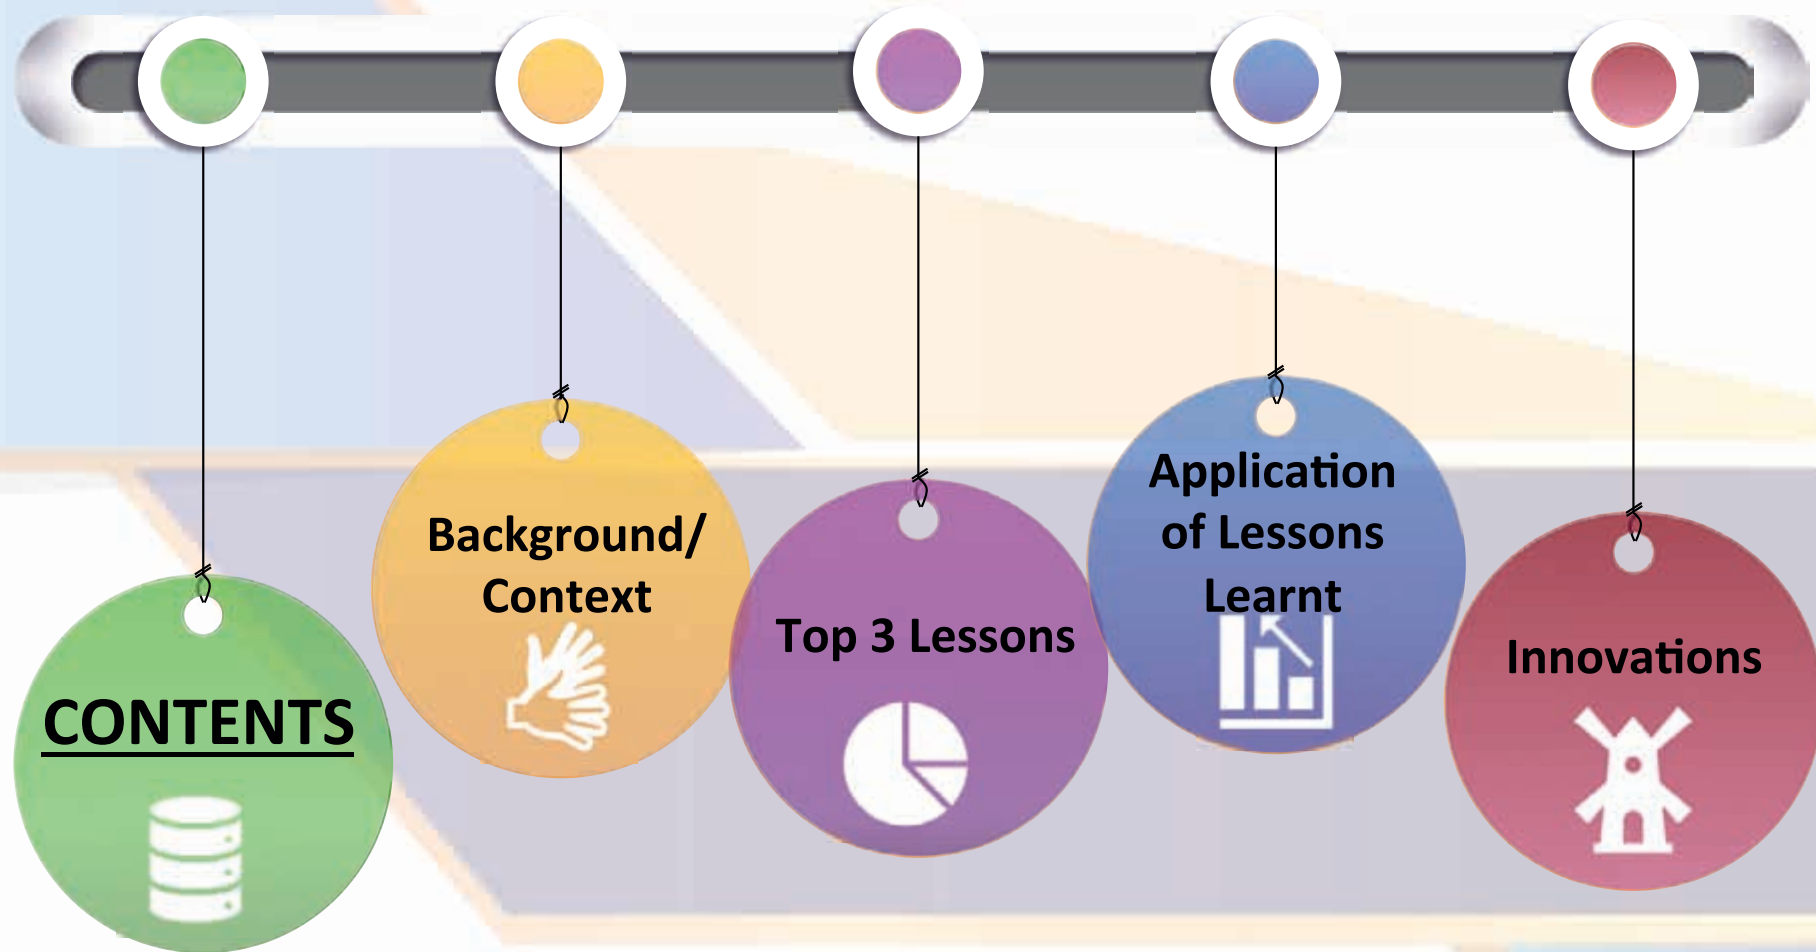 CONTENTS
Background/
Context
Top 3 Lessons
Application
of Lessons
Learnt
Innovations